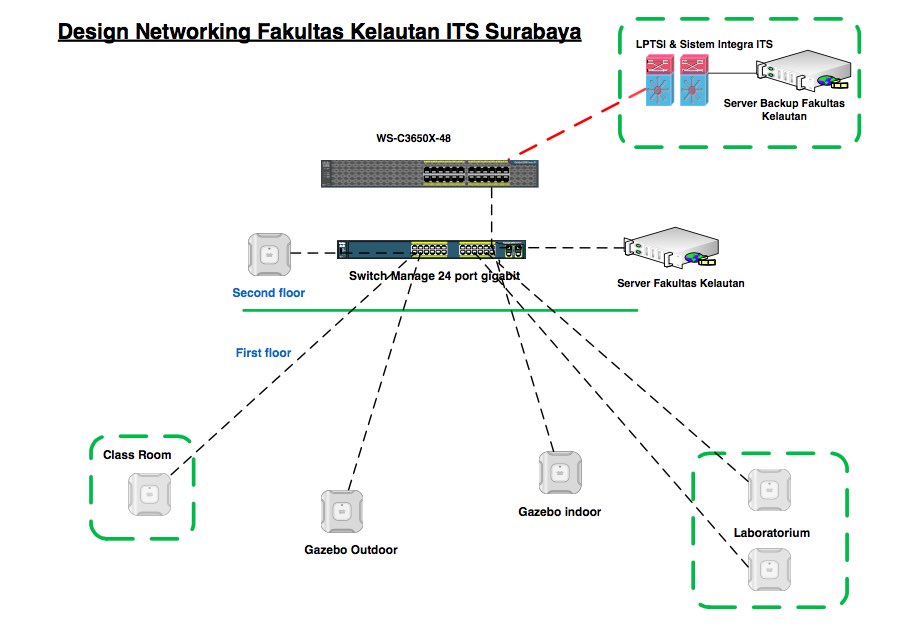 Design Networking Fakultas Kelautan ITS Surabaya
LPTSI & Sistem Integra ITS
Server Backup Fakultas
Kelautan
WS-C3650X-48
Switch Manage 24 port gigabit
Server Fakultas Kelautan
Second floor
First floor
Class Room
Gazebo Outdoor
Gazebo indoor
Laboratorium